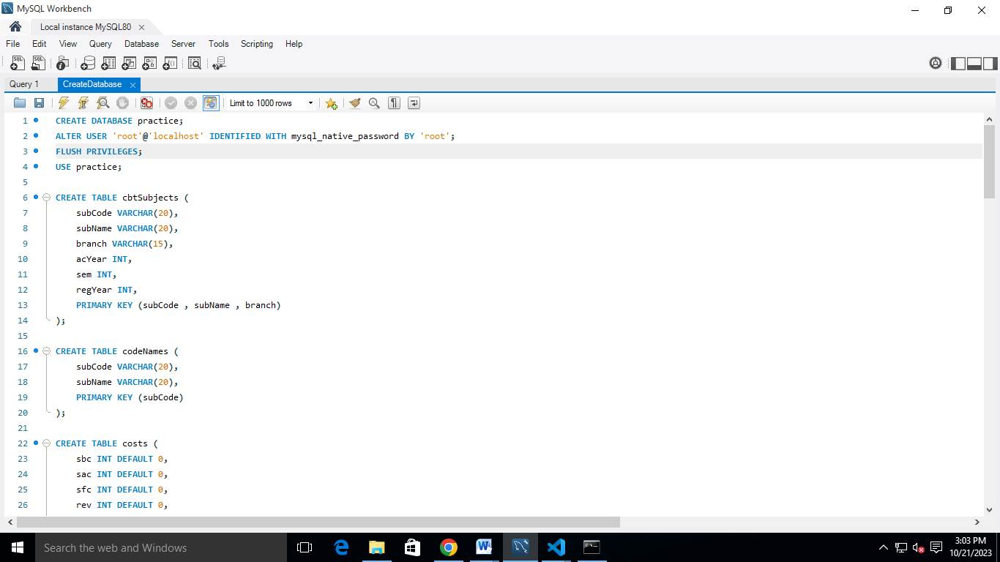 MySQL Workbench
Local instance MySQL80
File Edit View Query Database Server Tools Scripting Help
Query 1 CreateDatabase
Limit to 1000 rows
1 CREATE DATABASE practice;
2 ALTER USER 'root'@'localhost' IDENTIFIED WITH mysql_native_password BY 'root';
3 FLUSH PRIVILEGES;
4 USE practice;
5
6 CREATE TABLE cbtSubjects (
7 subCode VARCHAR(20),
8 subName VARCHAR(20),
9 branch VARCHAR(15),
10 acYear INT,
11 sem INT,
12 regYear INT,
13 PRIMARY KEY (subCode , subName , branch)
14 );
15
16 CREATE TABLE codeNames (
17 subCode VARCHAR(20),
18 subName VARCHAR(20),
19 PRIMARY KEY (subCode)
20 );
21
22 CREATE TABLE costs (
23 sbc INT DEFAULT 0,
24 sac INT DEFAULT 0,
25 sfc INT DEFAULT 0,
26 rev INT DEFAULT 0,
Search the web and Windows
3:03 PM
10/21/2023